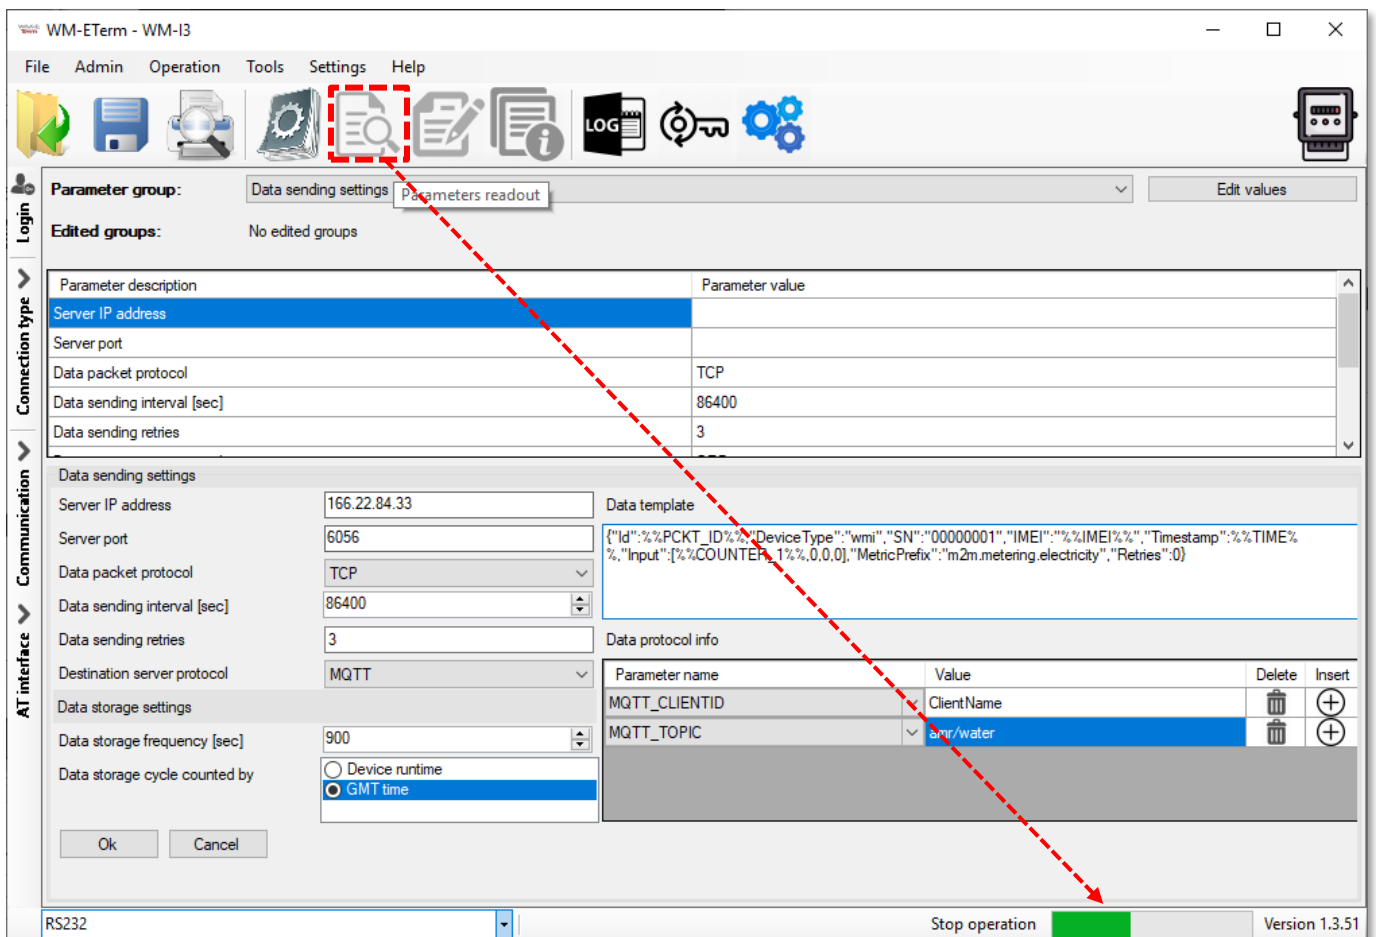 WM-ETerm - WM-I3
File Admin Operation Tools Settings Help
LOG
Login
Connection type
Communication
AT interface
Parameter group: Data sending settings Edit values
Parameters readout
Edited groups: No edited groups
Parameter description Parameter value
Server IP address
Server port
Data packet protocol TCP
Data sending interval [sec] 86400
Data sending retries 3
Data sending settings
Server IP address 166.22.84.33 Data template
Server port 6056 {"Id":%%PCKT_ID%%,"DeviceType":"wmi","SN":"00000001","IMEI":"%%IMEI%%","Timestamp":%%TIME%
%,"Input":[%%COUNTER_1%%,0,0,0],"MetricPrefix":"m2m.metering.electricity","Retries":0}
Data packet protocol TCP
Data sending interval [sec] 86400
Data sending retries 3 Data protocol info
Destination server protocol MQTT Parameter name Value Delete Insert
Data storage settings MQTT_CLIENTID ClientName
Data storage frequency [sec] 900 MQTT_TOPIC amr/water
Data storage cycle counted by Device runtime
GMT time
Ok Cancel
RS232 Stop operation Version 1.3.51